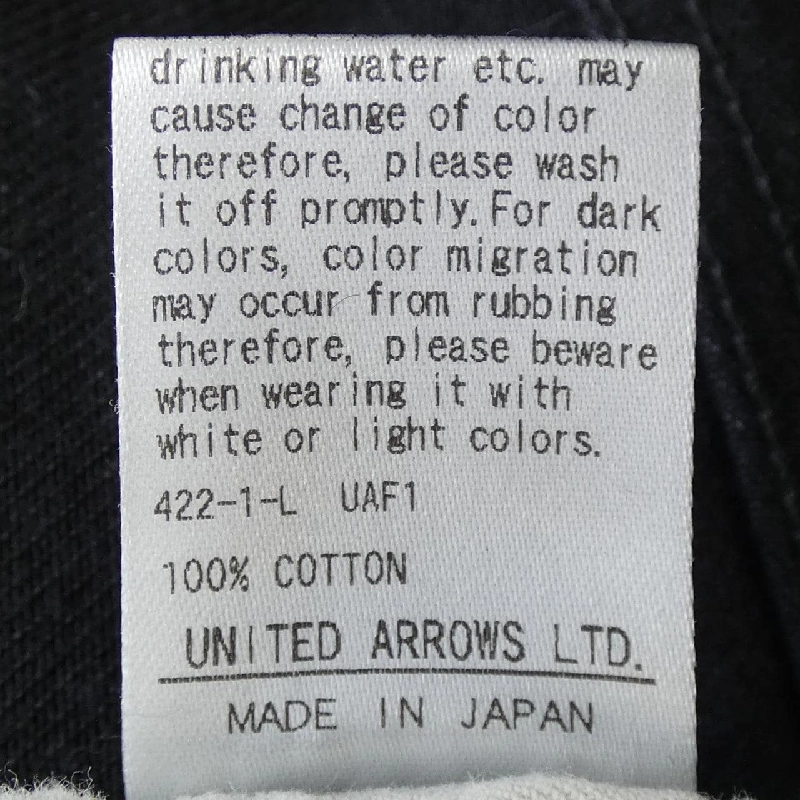 drinking water etc. may
cause change of color
therefore, please wash
it off promptly.For dark
colors, color migration
may occur from rubbing
therefore, please beware
when wearing it with
white or light colors.
422-1-L UAF1
100% COTTON
UNITED ARROWS LTD.
MADE IN JAPAN